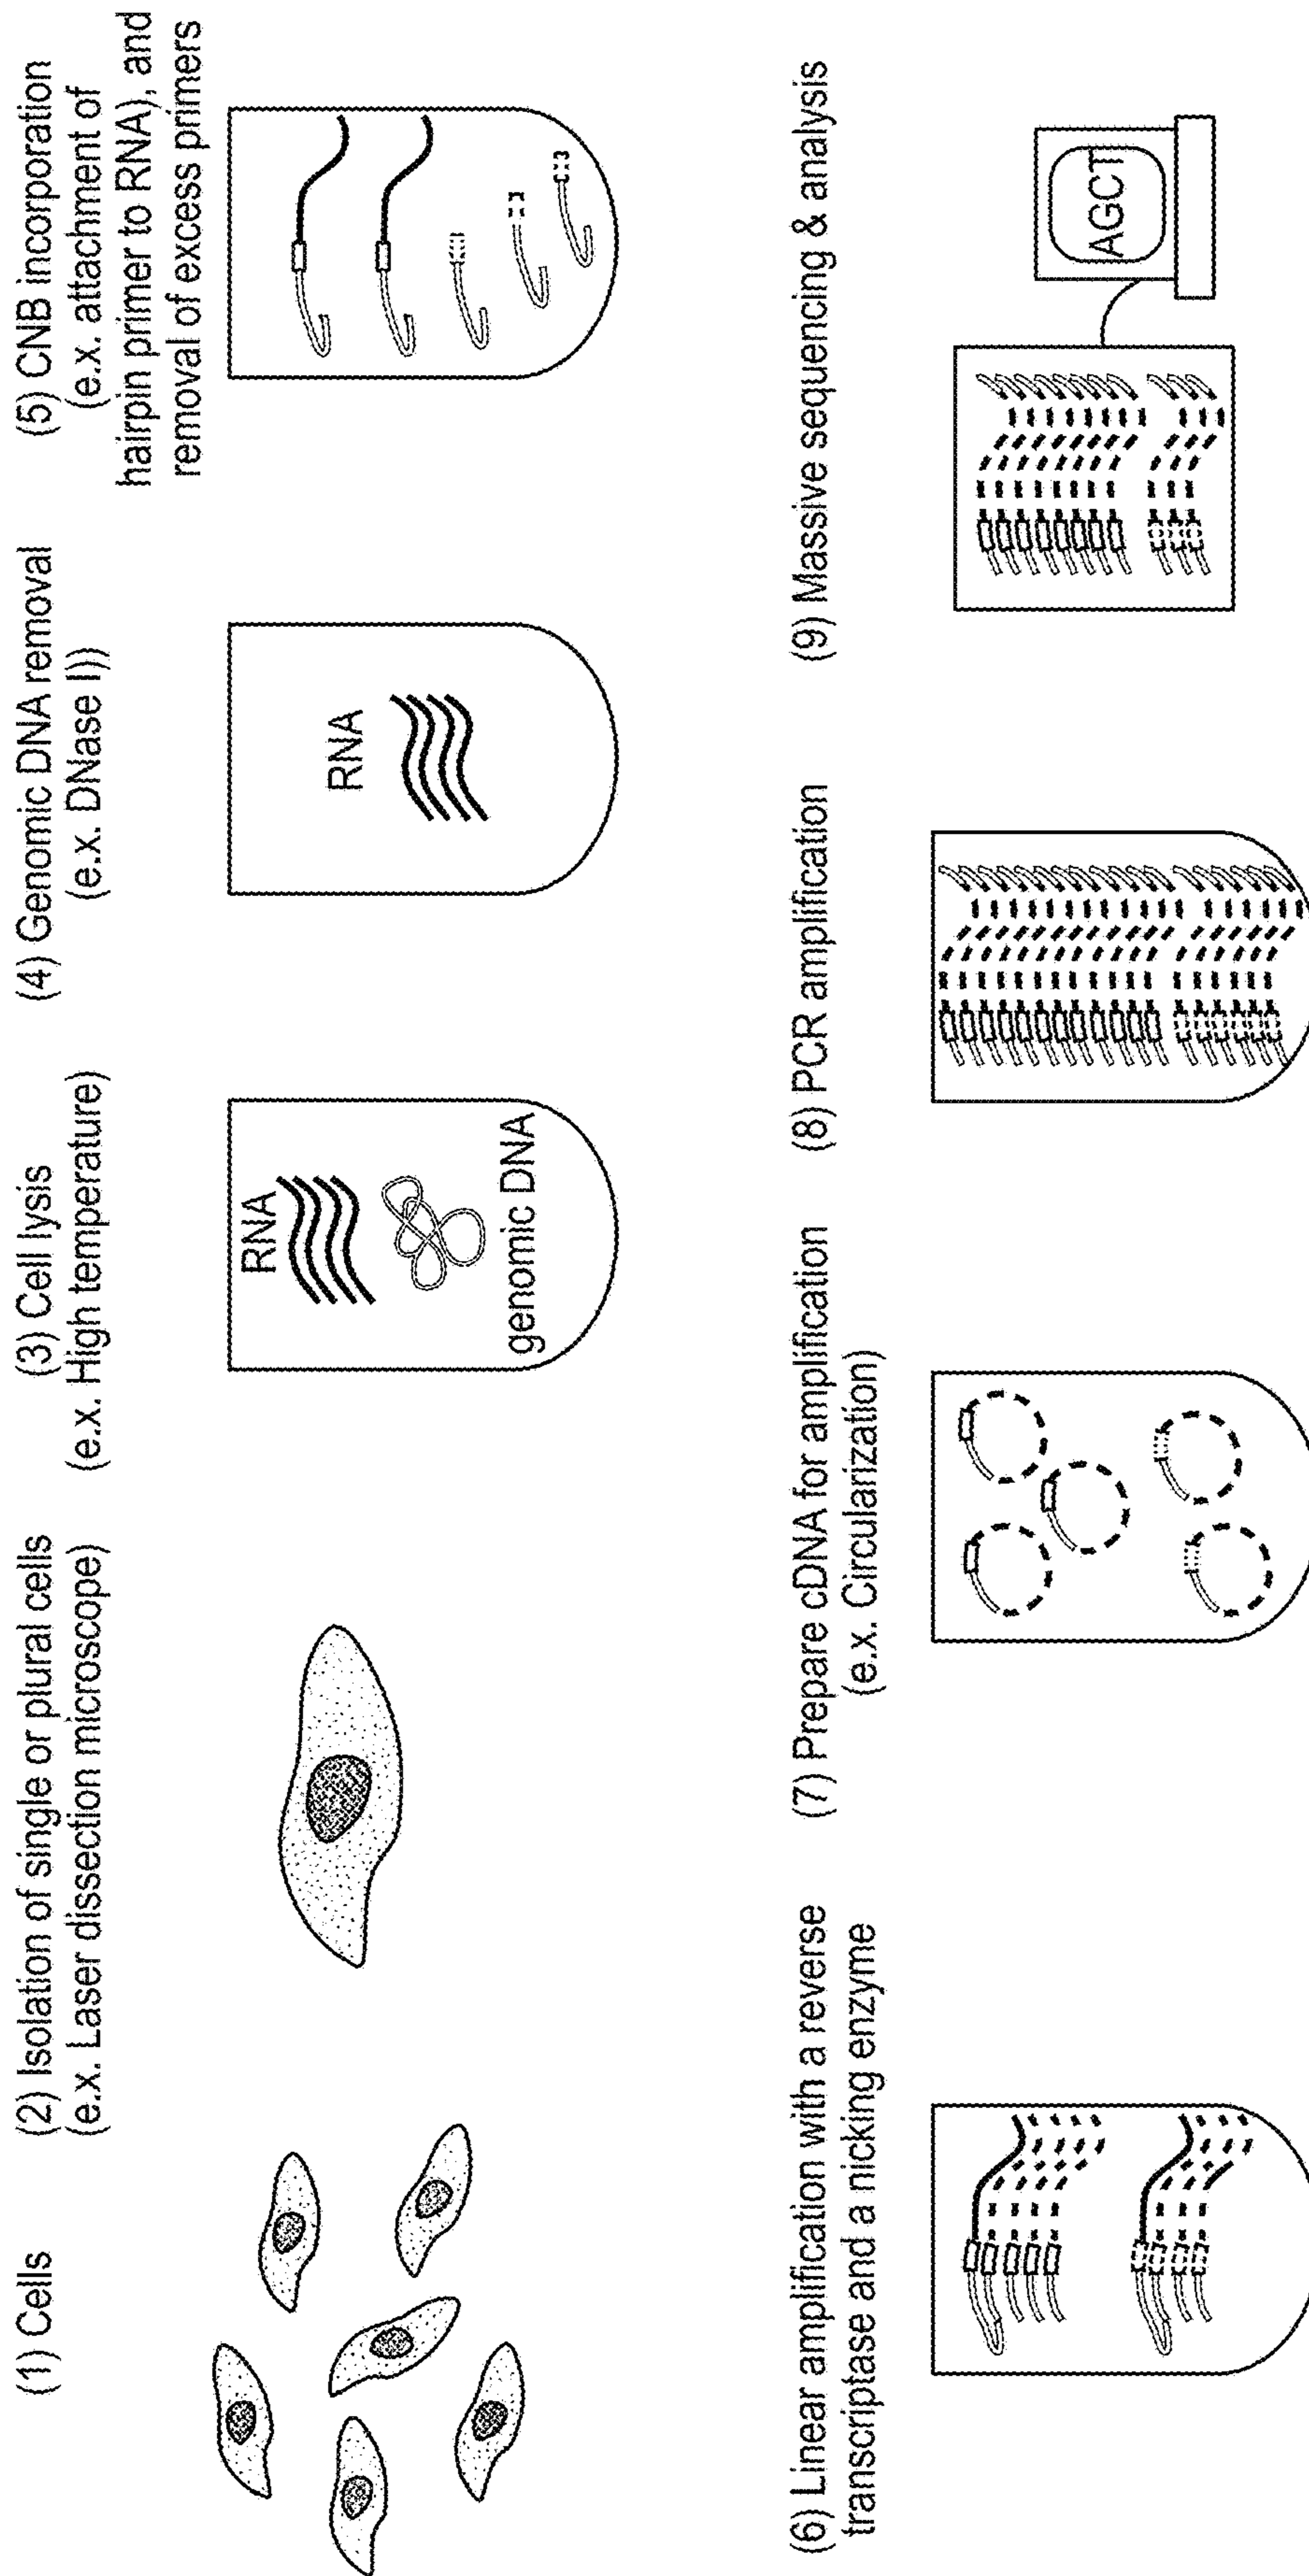 (1) Cells
(2) Isolation of single or plural cells
(e.x. Laser dissection microscope)
(3) Cell lysis
(e.x. High temperature)
RNA
genomic DNA
(4) Genomic DNA removal
(e.x. DNase I))
RNA
(5) CNB incorporation
(e.x. attachment of
hairpin primer to RNA), and
removal of excess primers
(6) Linear amplification with a reverse
transcriptase and a nicking enzyme
(7) Prepare cDNA for amplification
(e.x. Circularization)
(8) PCR amplification
(9) Massive sequencing & analysis
AGCT